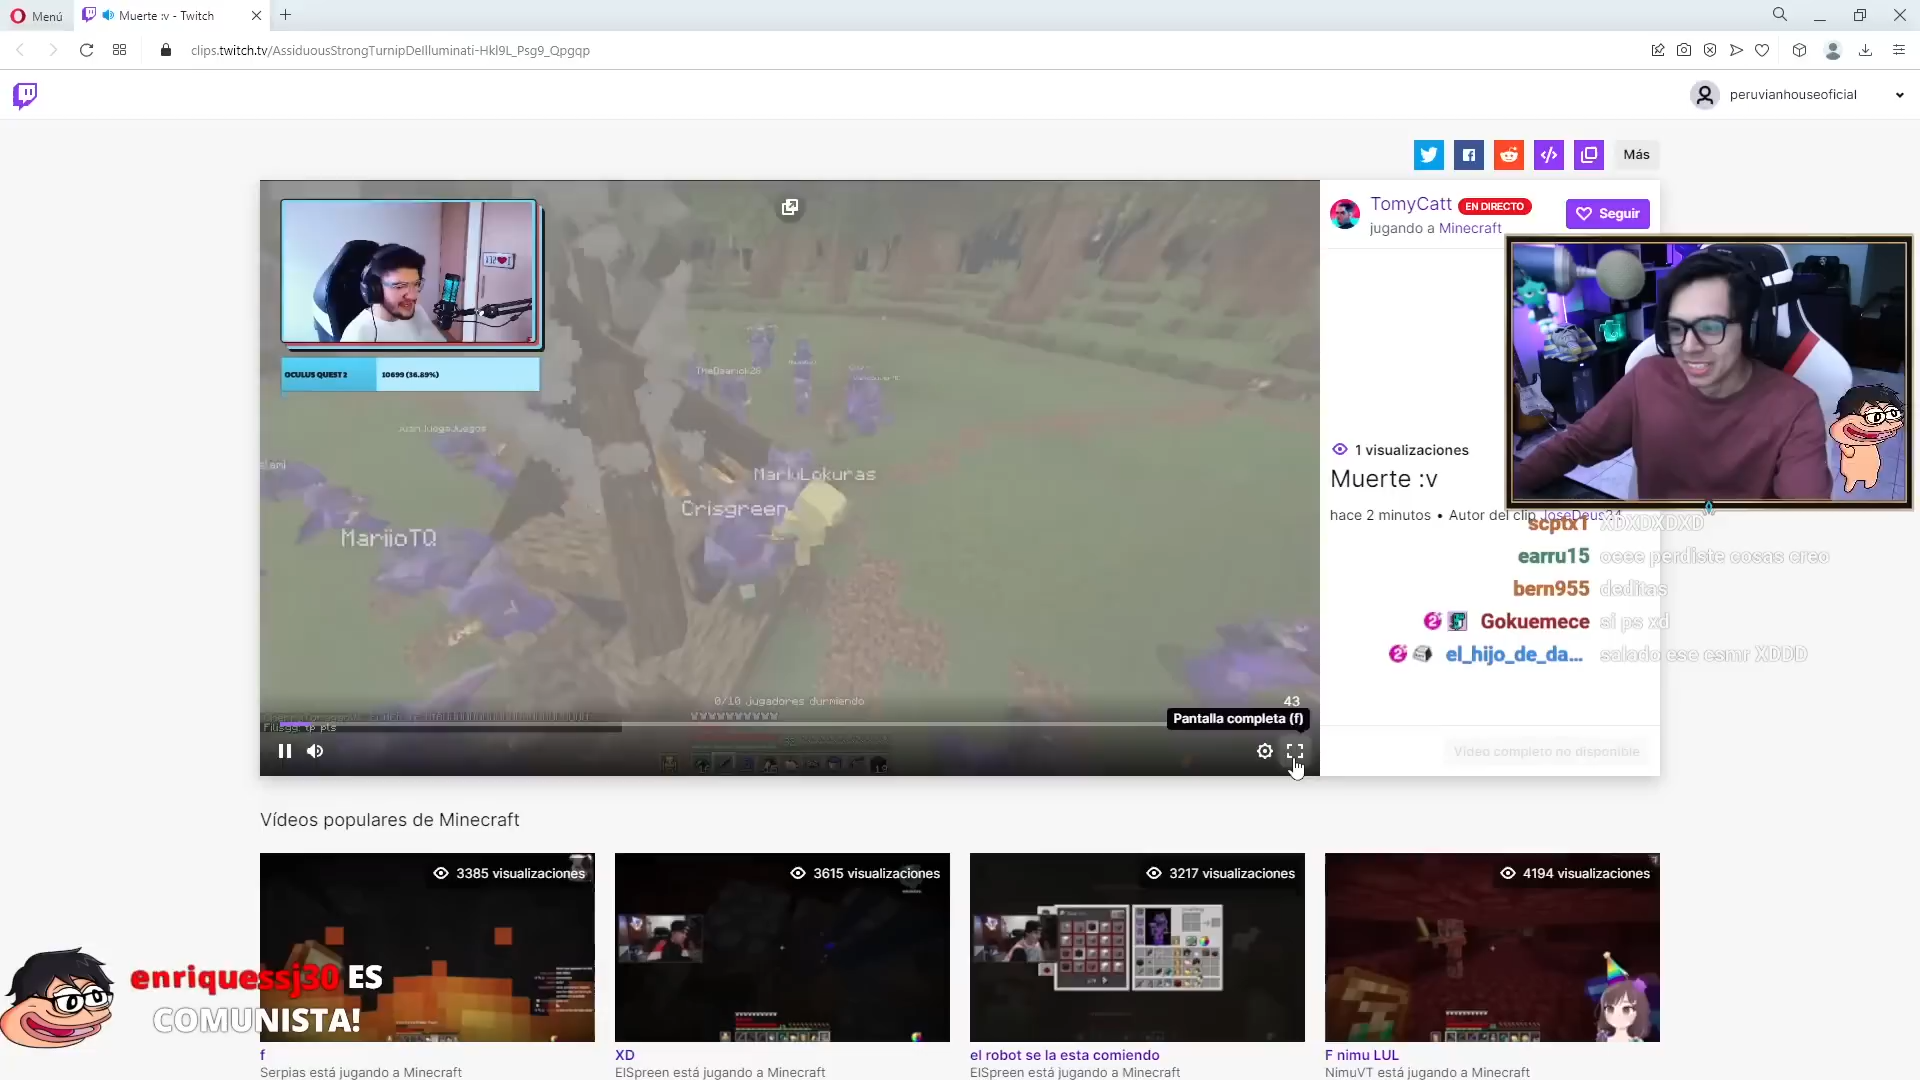 Menú
Muerte :v - Twitch
clips.twitch.tv/AssiduousStrongTurnipDeIlluminati-Hkl9L_Psg9_Qpgqp
peruvianhouseoficial
Más
TomyCatt EN DIRECTO
jugando a Minecraft
Seguir
OCULUS QUEST 2 10699 (36.89%)
MarluLokuras
Crisgreen
MariioTQ
0/10 jugadores durmiendo
43
Pantalla completa (f)
1 visualizaciones
Muerte :v
hace 2 minutos • Autor del clip JoseDeus24
scptxT XDXDXDXD
earru15 oeee perdiste cosas creo
bern955 deditas
Gokuemece si ps xd
el_hijo_de_da... salado ese csmr XDDD
Vídeo completo no disponible
Vídeos populares de Minecraft
3385 visualizaciones
3615 visualizaciones
3217 visualizaciones
4194 visualizaciones
enriquessj30 ES
COMUNISTA!
f
XD
el robot se la esta comiendo
F nimu LUL
Serpias está jugando a Minecraft
ElSpreen está jugando a Minecraft
ElSpreen está jugando a Minecraft
NimuVT está jugando a Minecraft